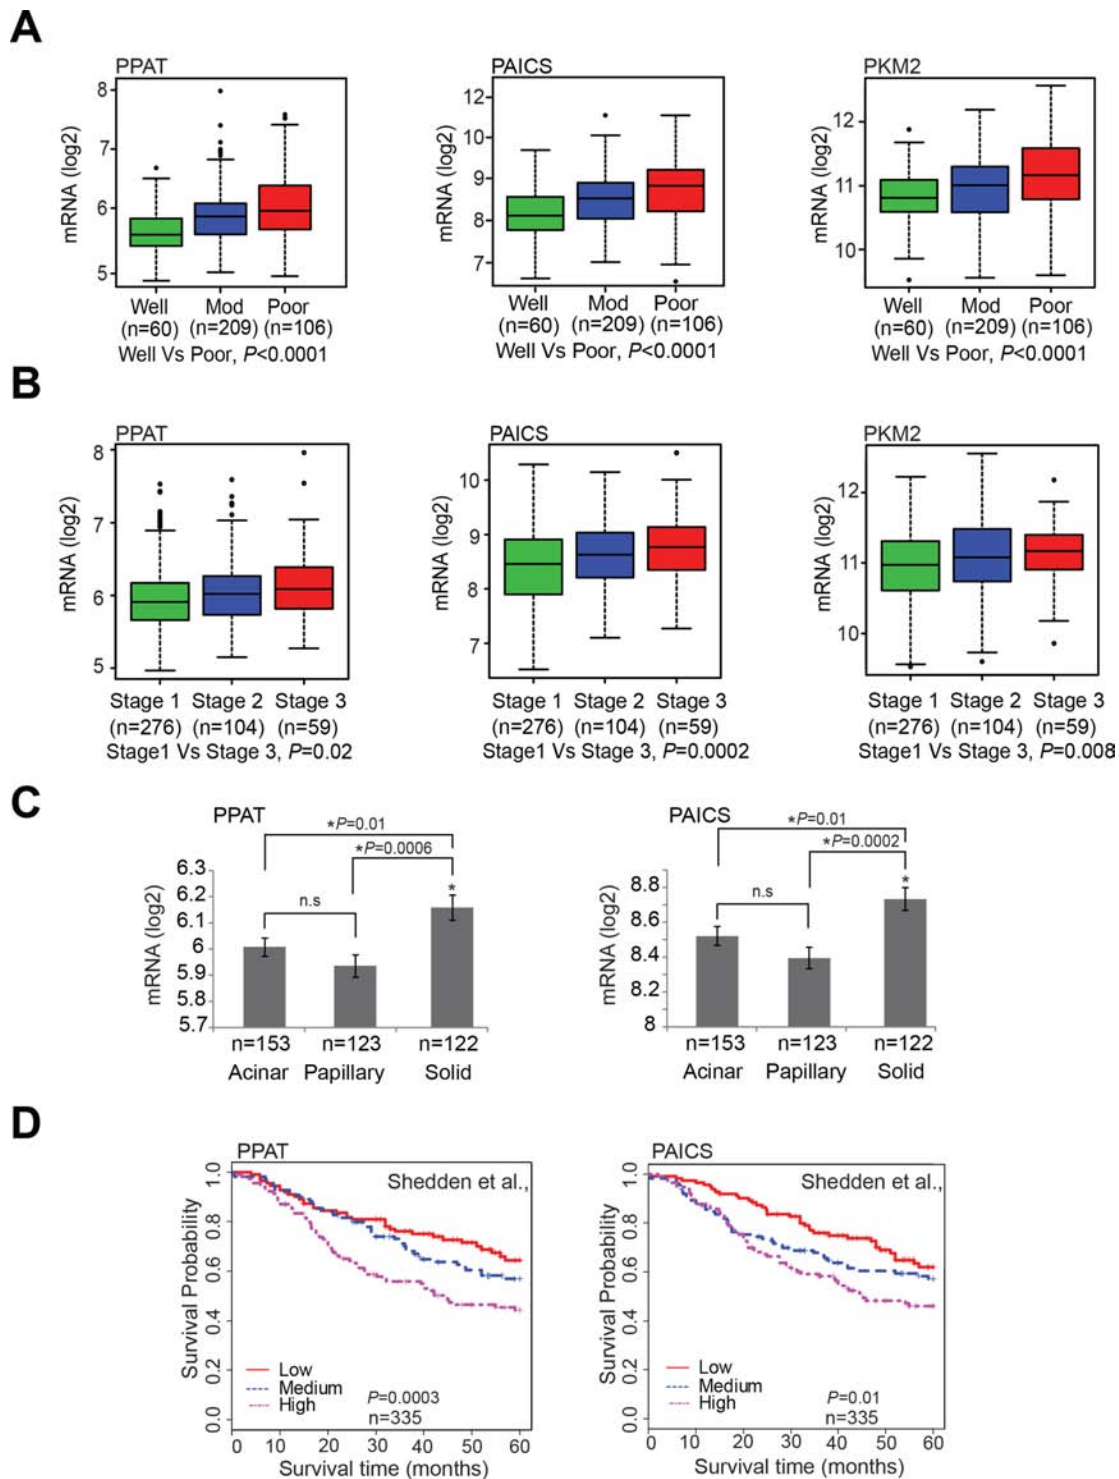 A
PPAT
mRNA (log2)
8
7
6
5
Well Mod Poor
(n=60) (n=209) (n=106)
Well Vs Poor, P<0.0001
PAICS
mRNA (log2)
12
10
9
8
7
Well Mod Poor
(n=60) (n=209) (n=106)
Well Vs Poor, P<0.0001
PKM2
mRNA (log2)
12
11
10
Well Mod Poor
(n=60) (n=209) (n=106)
Well Vs Poor, P<0.0001
B
PPAT
mRNA (log2)
8
7
6
5
Stage 1 Stage 2 Stage 3
(n=276) (n=104) (n=59)
Stage1 Vs Stage 3, P=0.02
PAICS
mRNA (log2)
10
9
8
7
Stage 1 Stage 2 Stage 3
(n=276) (n=104) (n=59)
Stage1 Vs Stage 3, P=0.0002
PKM2
mRNA (log2)
12
11
10
Stage 1 Stage 2 Stage 3
(n=276) (n=104) (n=59)
Stage1 Vs Stage 3, P=0.008
C
PPAT
*P=0.01
*P=0.0006
n.s
*
mRNA (log2)
6.3
6.2
6.1
6
5.9
5.8
5.7
n=153 n=123 n=122
Acinar Papillary Solid
PAICS
*P=0.01
*P=0.0002
n.s
*
mRNA (log2)
8.8
8.6
8.4
8.2
8
n=153 n=123 n=122
Acinar Papillary Solid
D
PPAT
Shedden et al.,
Survival Probability
1.0
0.8
0.6
0.4
0.2
0.0
Low
Medium
High
P=0.0003
n=335
0 10 20 30 40 50 60
Survival time (months)
PAICS
Shedden et al.,
Survival Probability
1.0
0.8
0.6
0.4
0.2
0.0
Low
Medium
High
P=0.01
n=335
0 10 20 30 40 50 60
Survival time (months)